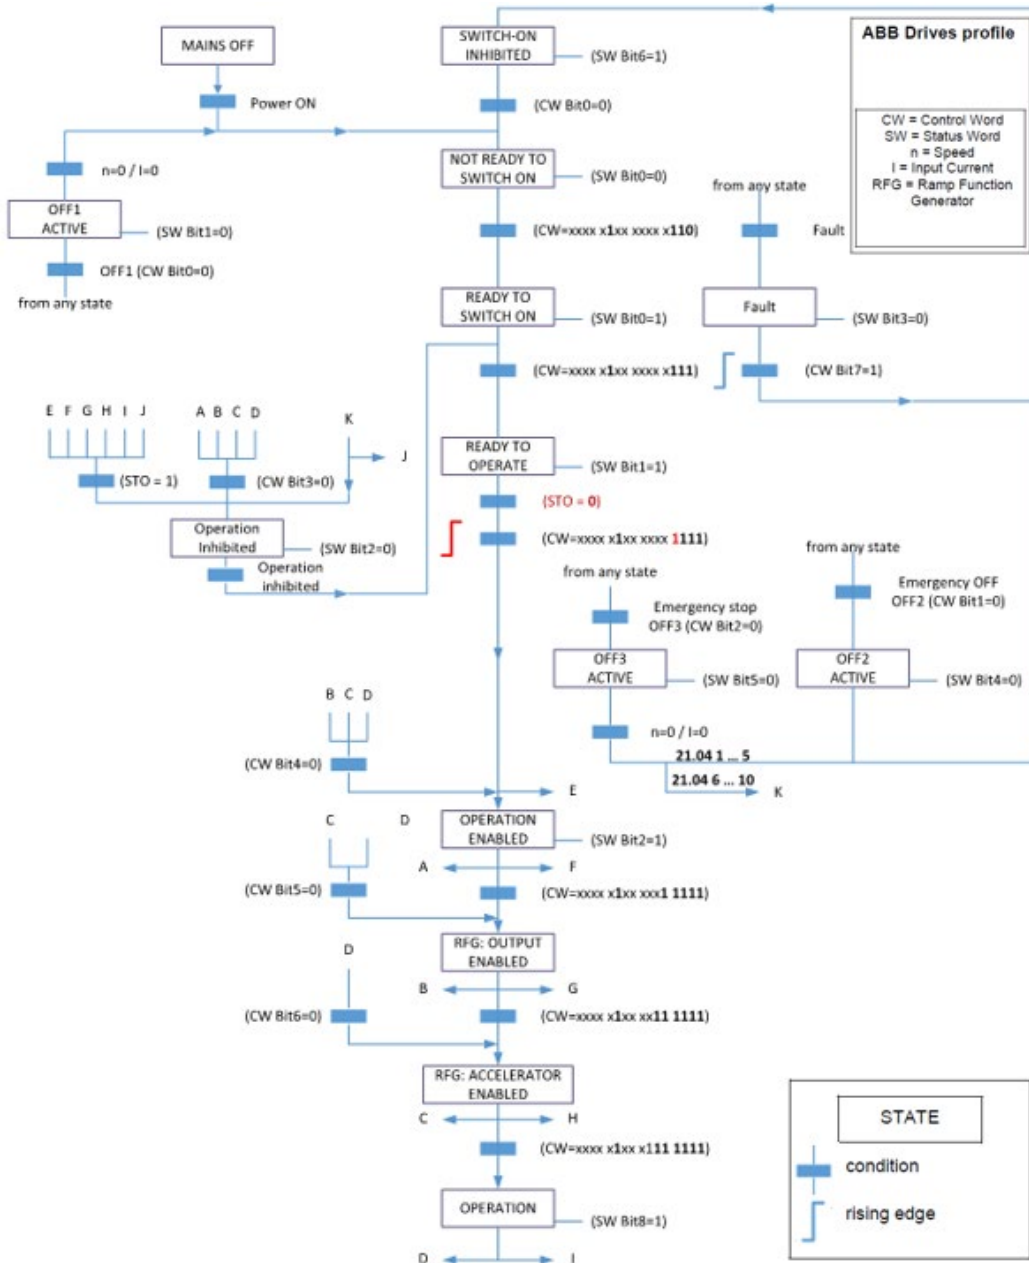 MAINS OFF
Power ON
n=0 / I=0
OFF1
ACTIVE
(SW Bit1=0)
OFF1 (CW Bit0=0)
from any state
SWITCH-ON
INHIBITED
(SW Bit6=1)
(CW Bit0=0)
NOT READY TO
SWITCH ON
(SW Bit0=0)
(CW=xxxx x1xx xxxx x110)
READY TO
SWITCH ON
(SW Bit0=1)
(CW=xxxx x1xx xxxx x111)
ABB Drives profile
CW = Control Word
SW = Status Word
n = Speed
I = Input Current
RFG = Ramp Function
Generator
from any state
Fault
Fault
(SW Bit3=0)
(CW Bit7=1)
E F G H I J
A B C D
K
J
(STO = 1)
(CW Bit3=0)
Operation
Inhibited
(SW Bit2=0)
Operation
inhibited
READY TO
OPERATE
(SW Bit1=1)
(STO = 0)
(CW=xxxx x1xx xxxx 1111)
from any state
Emergency stop
OFF3 (CW Bit2=0)
OFF3
ACTIVE
(SW Bit5=0)
n=0 / I=0
from any state
Emergency OFF
OFF2 (CW Bit1=0)
OFF2
ACTIVE
(SW Bit4=0)
21.04 1 ... 5
21.04 6 ... 10
K
B C D
(CW Bit4=0)
E
OPERATION
ENABLED
(SW Bit2=1)
C D
A F
(CW Bit5=0)
(CW=xxxx x1xx xxx1 1111)
RFG: OUTPUT
ENABLED
D
B G
(CW Bit6=0)
(CW=xxxx x1xx xx11 1111)
RFG: ACCELERATOR
ENABLED
C H
(CW=xxxx x1xx x111 1111)
OPERATION
(SW Bit8=1)
D I
STATE
condition
rising edge